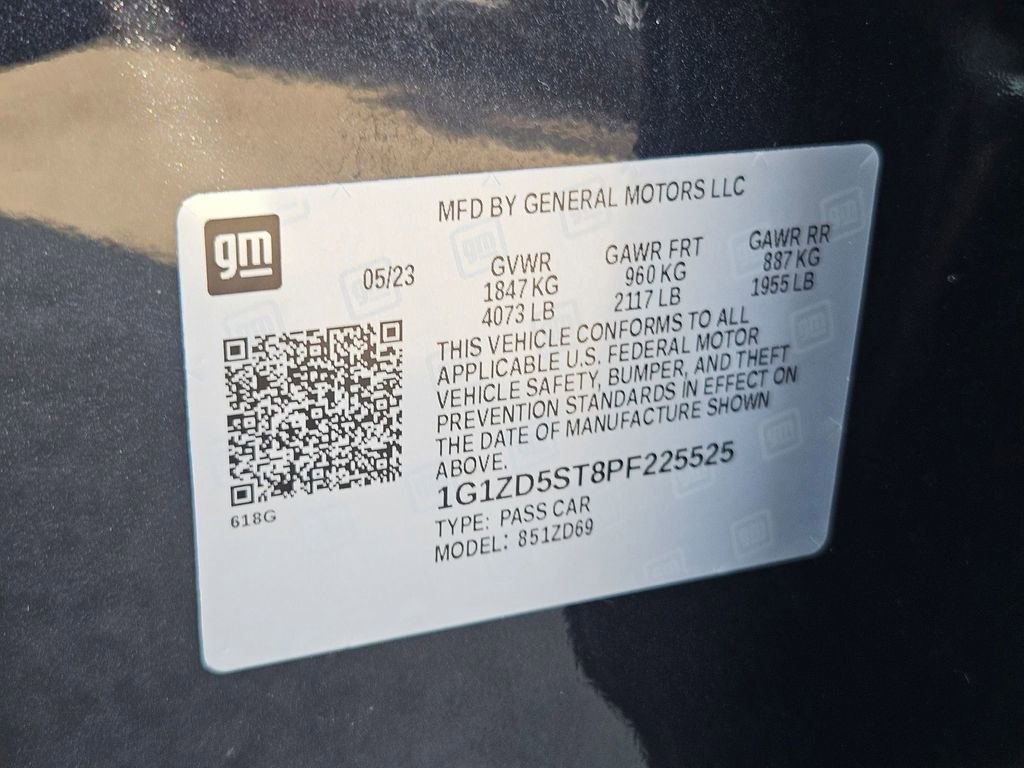 MFD BY GENERAL MOTORS LLC
gm
05/23
GVWR
1847 KG
4073 LB
GAWR FRT
960 KG
2117 LB
GAWR RR
887 KG
1955 LB
THIS VEHICLE CONFORMS TO ALL
APPLICABLE U.S. FEDERAL MOTOR
VEHICLE SAFETY, BUMPER, AND THEFT
PREVENTION STANDARDS IN EFFECT ON
THE DATE OF MANUFACTURE SHOWN
ABOVE.
1G1ZD5ST8PF225525
TYPE: PASS CAR
MODEL: 851ZD69
618G